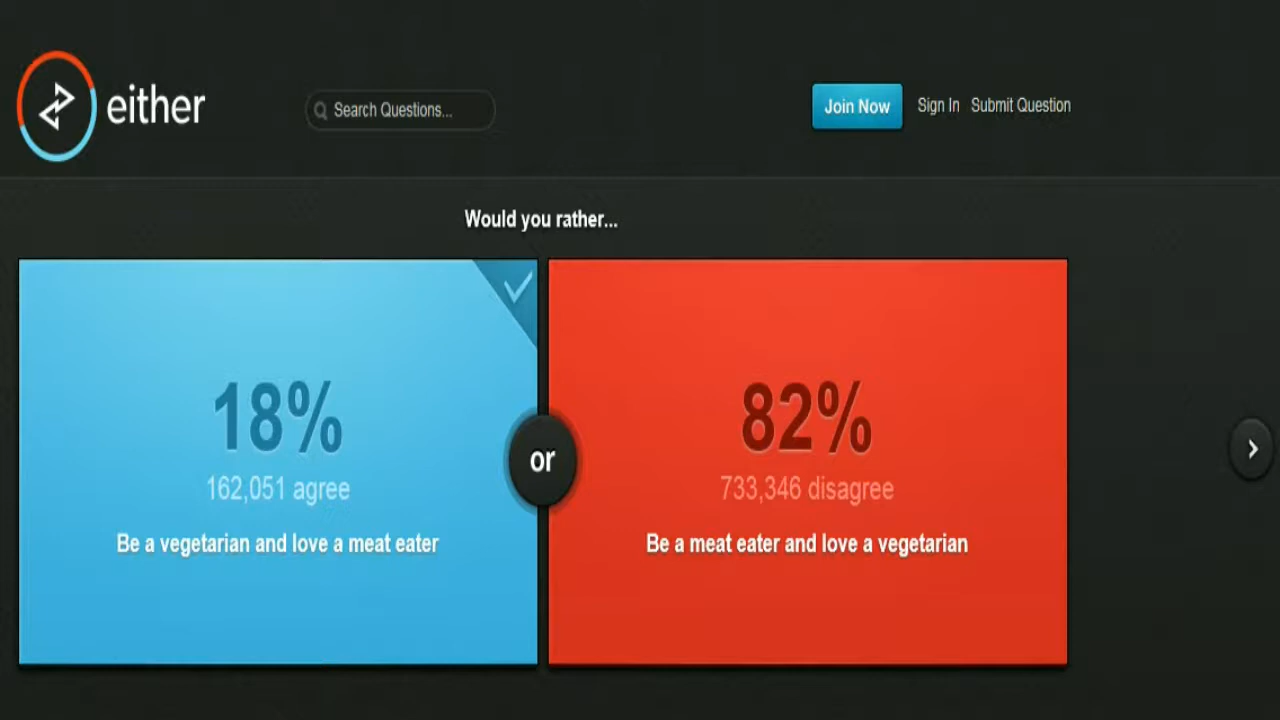 either
Search Questions...
Join Now
Sign In
Submit Question
Would you rather...
18%
162,051 agree
Be a vegetarian and love a meat eater
or
82%
733,346 disagree
Be a meat eater and love a vegetarian